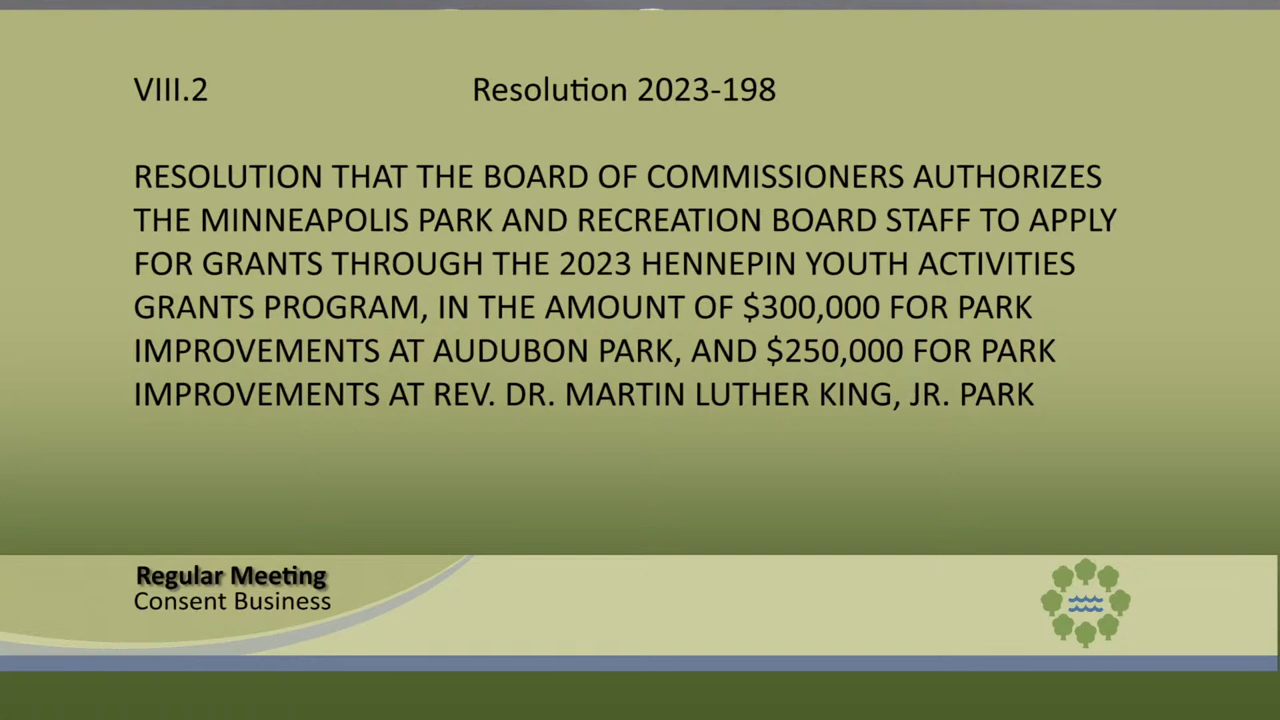 VIII.2 Resolution 2023-198
RESOLUTION THAT THE BOARD OF COMMISSIONERS AUTHORIZES
THE MINNEAPOLIS PARK AND RECREATION BOARD STAFF TO APPLY
FOR GRANTS THROUGH THE 2023 HENNEPIN YOUTH ACTIVITIES
GRANTS PROGRAM, IN THE AMOUNT OF $300,000 FOR PARK
IMPROVEMENTS AT AUDUBON PARK, AND $250,000 FOR PARK
IMPROVEMENTS AT REV. DR. MARTIN LUTHER KING, JR. PARK
Regular Meeting
Consent Business